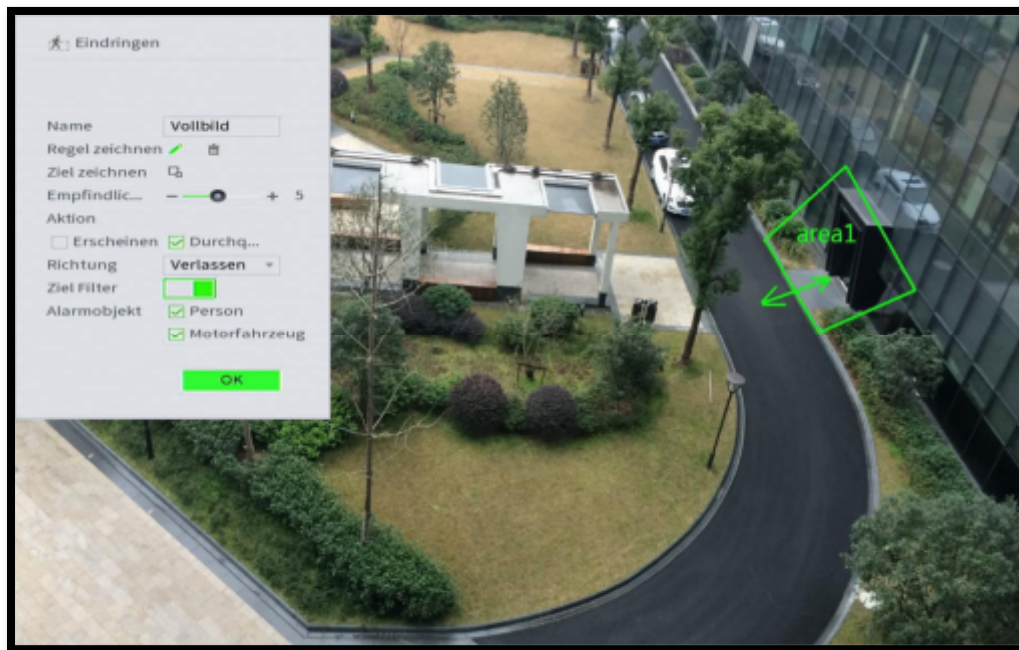 Eindringen
Name Vollbild
Regel zeichnen
Ziel zeichnen
Empfindlic... 5
Aktion
Erscheinen Durchq...
Richtung Verlassen
Ziel Filter
Alarmobjekt Person
Motorfahrzeug
OK
area1